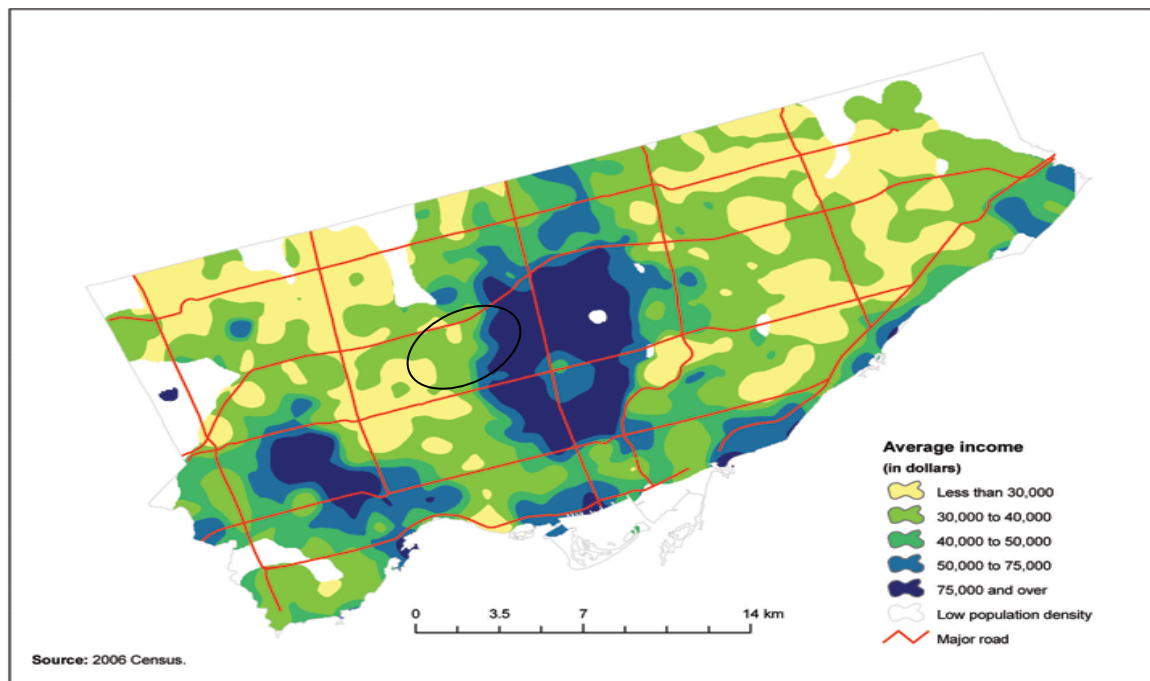 Average income
(in dollars)
Less than 30,000
30,000 to 40,000
40,000 to 50,000
50,000 to 75,000
75,000 and over
Low population density
Major road
0 3.5 7 14 km
Source: 2006 Census.